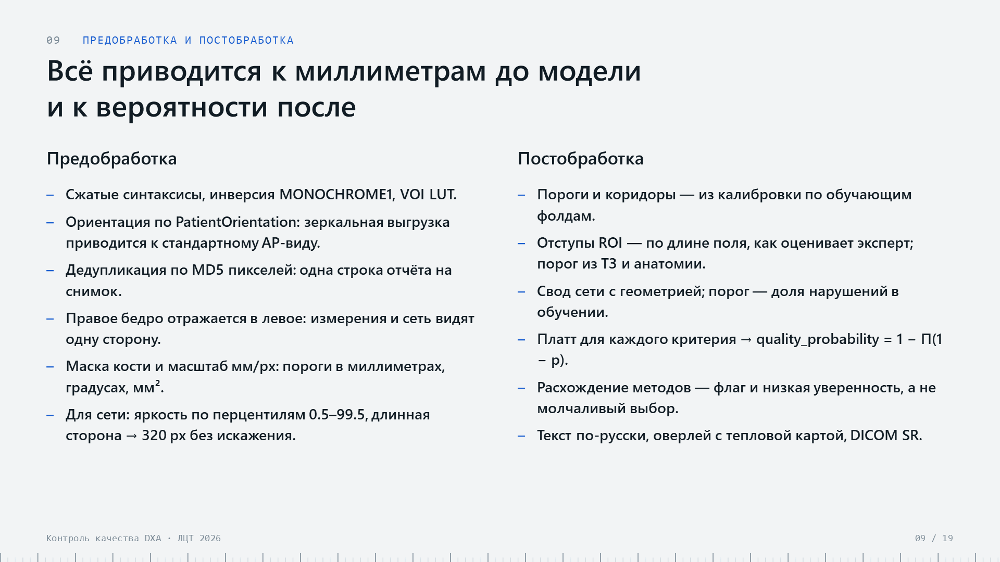 09 ПРЕДОБРАБОТКА И ПОСТОБРАБОТКА
Всё приводится к миллиметрам до модели
и к вероятности после
Предобработка
– Сжатые синтаксисы, инверсия MONOCHROME1, VOI LUT.
– Ориентация по PatientOrientation: зеркальная выгрузка
приводится к стандартному AP-виду.
– Дедупликация по MD5 пикселей: одна строка отчёта на
снимок.
– Правое бедро отражается в левое: измерения и сеть видят
одну сторону.
– Маска кости и масштаб мм/px: пороги в миллиметрах,
градусах, мм².
– Для сети: яркость по перцентилям 0.5–99.5, длинная
сторона → 320 px без искажения.
Постобработка
– Пороги и коридоры — из калибровки по обучающим
фолдам.
– Отступы ROI — по длине поля, как оценивает эксперт;
порог из ТЗ и анатомии.
– Свод сети с геометрией; порог — доля нарушений в
обучении.
– Платт для каждого критерия → quality_probability = 1 − Π(1
− p).
– Расхождение методов — флаг и низкая уверенность, а не
молчаливый выбор.
– Текст по-русски, оверлей с тепловой картой, DICOM SR.
Контроль качества DXA · ЛЦТ 2026
09 / 19